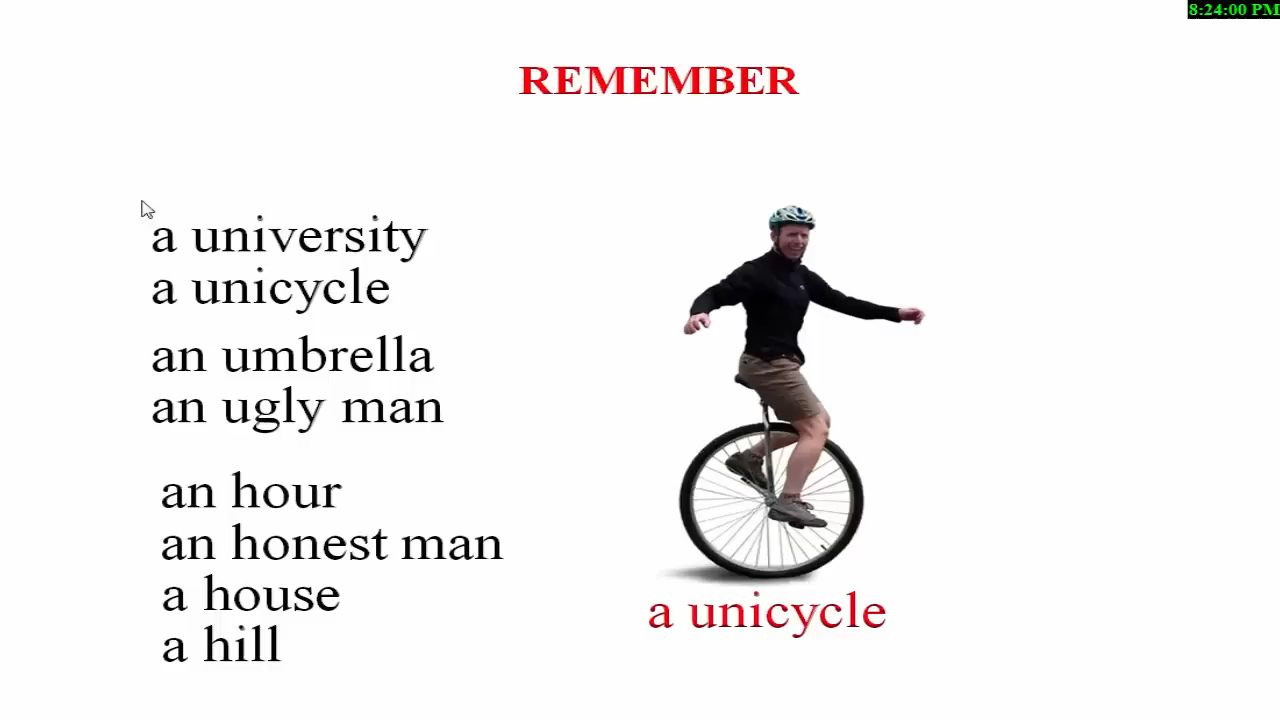 8:24:00 PM
REMEMBER
a university
a unicycle
an umbrella
an ugly man
an hour
an honest man
a house
a hill
a unicycle